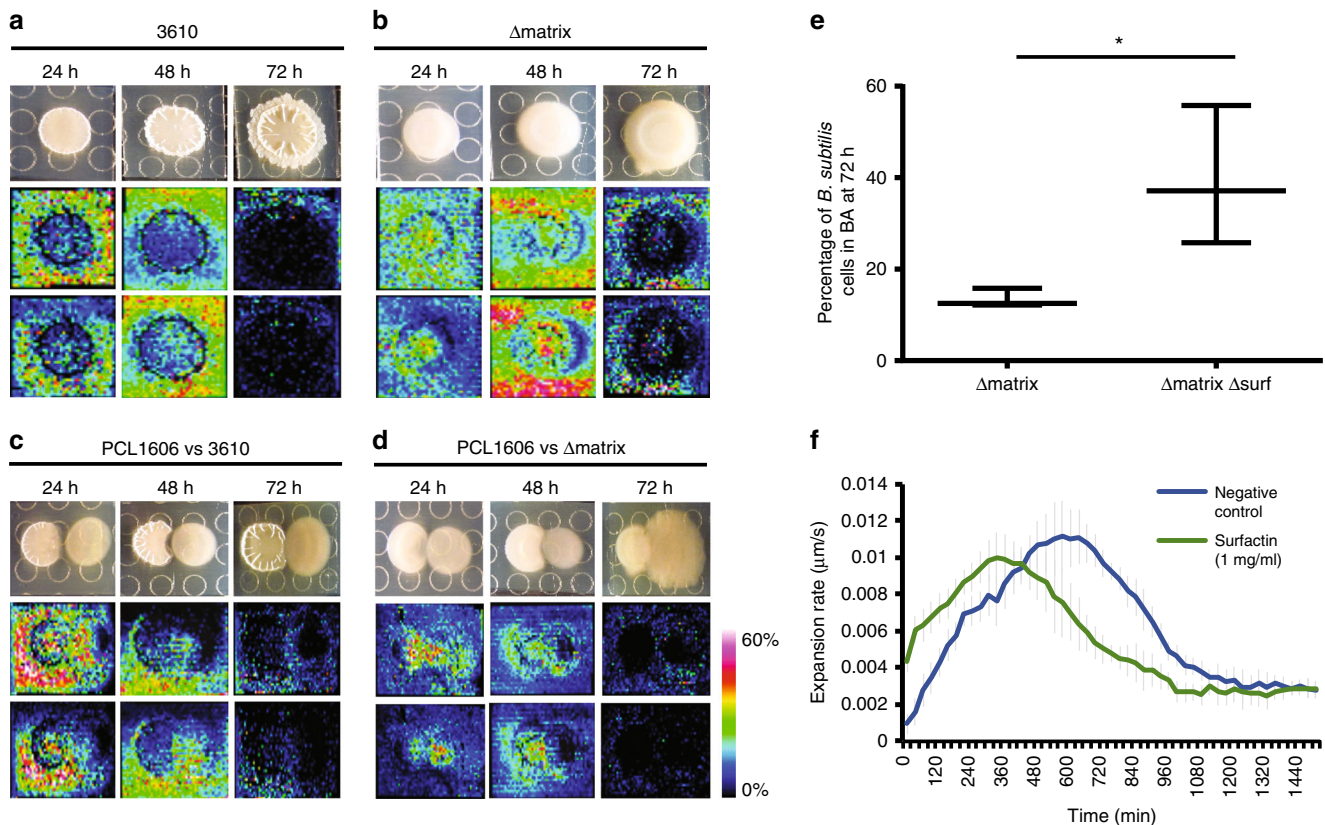 a
3610
24 h 48 h 72 h
b
Δmatrix
24 h 48 h 72 h
c
PCL1606 vs 3610
24 h 48 h 72 h
d
PCL1606 vs Δmatrix
24 h 48 h 72 h
60%
0%
e
*
Percentage of B. subtilis
cells in BA at 72 h
60
40
20
0
Δmatrix Δmatrix Δsurf
f
Expansion rate (μm/s)
0.014
0.012
0.010
0.008
0.006
0.004
0.002
0
Negative
control
Surfactin
(1 mg/ml)
0 120 240 360 480 600 720 840 960 1080 1200 1320 1440
Time (min)